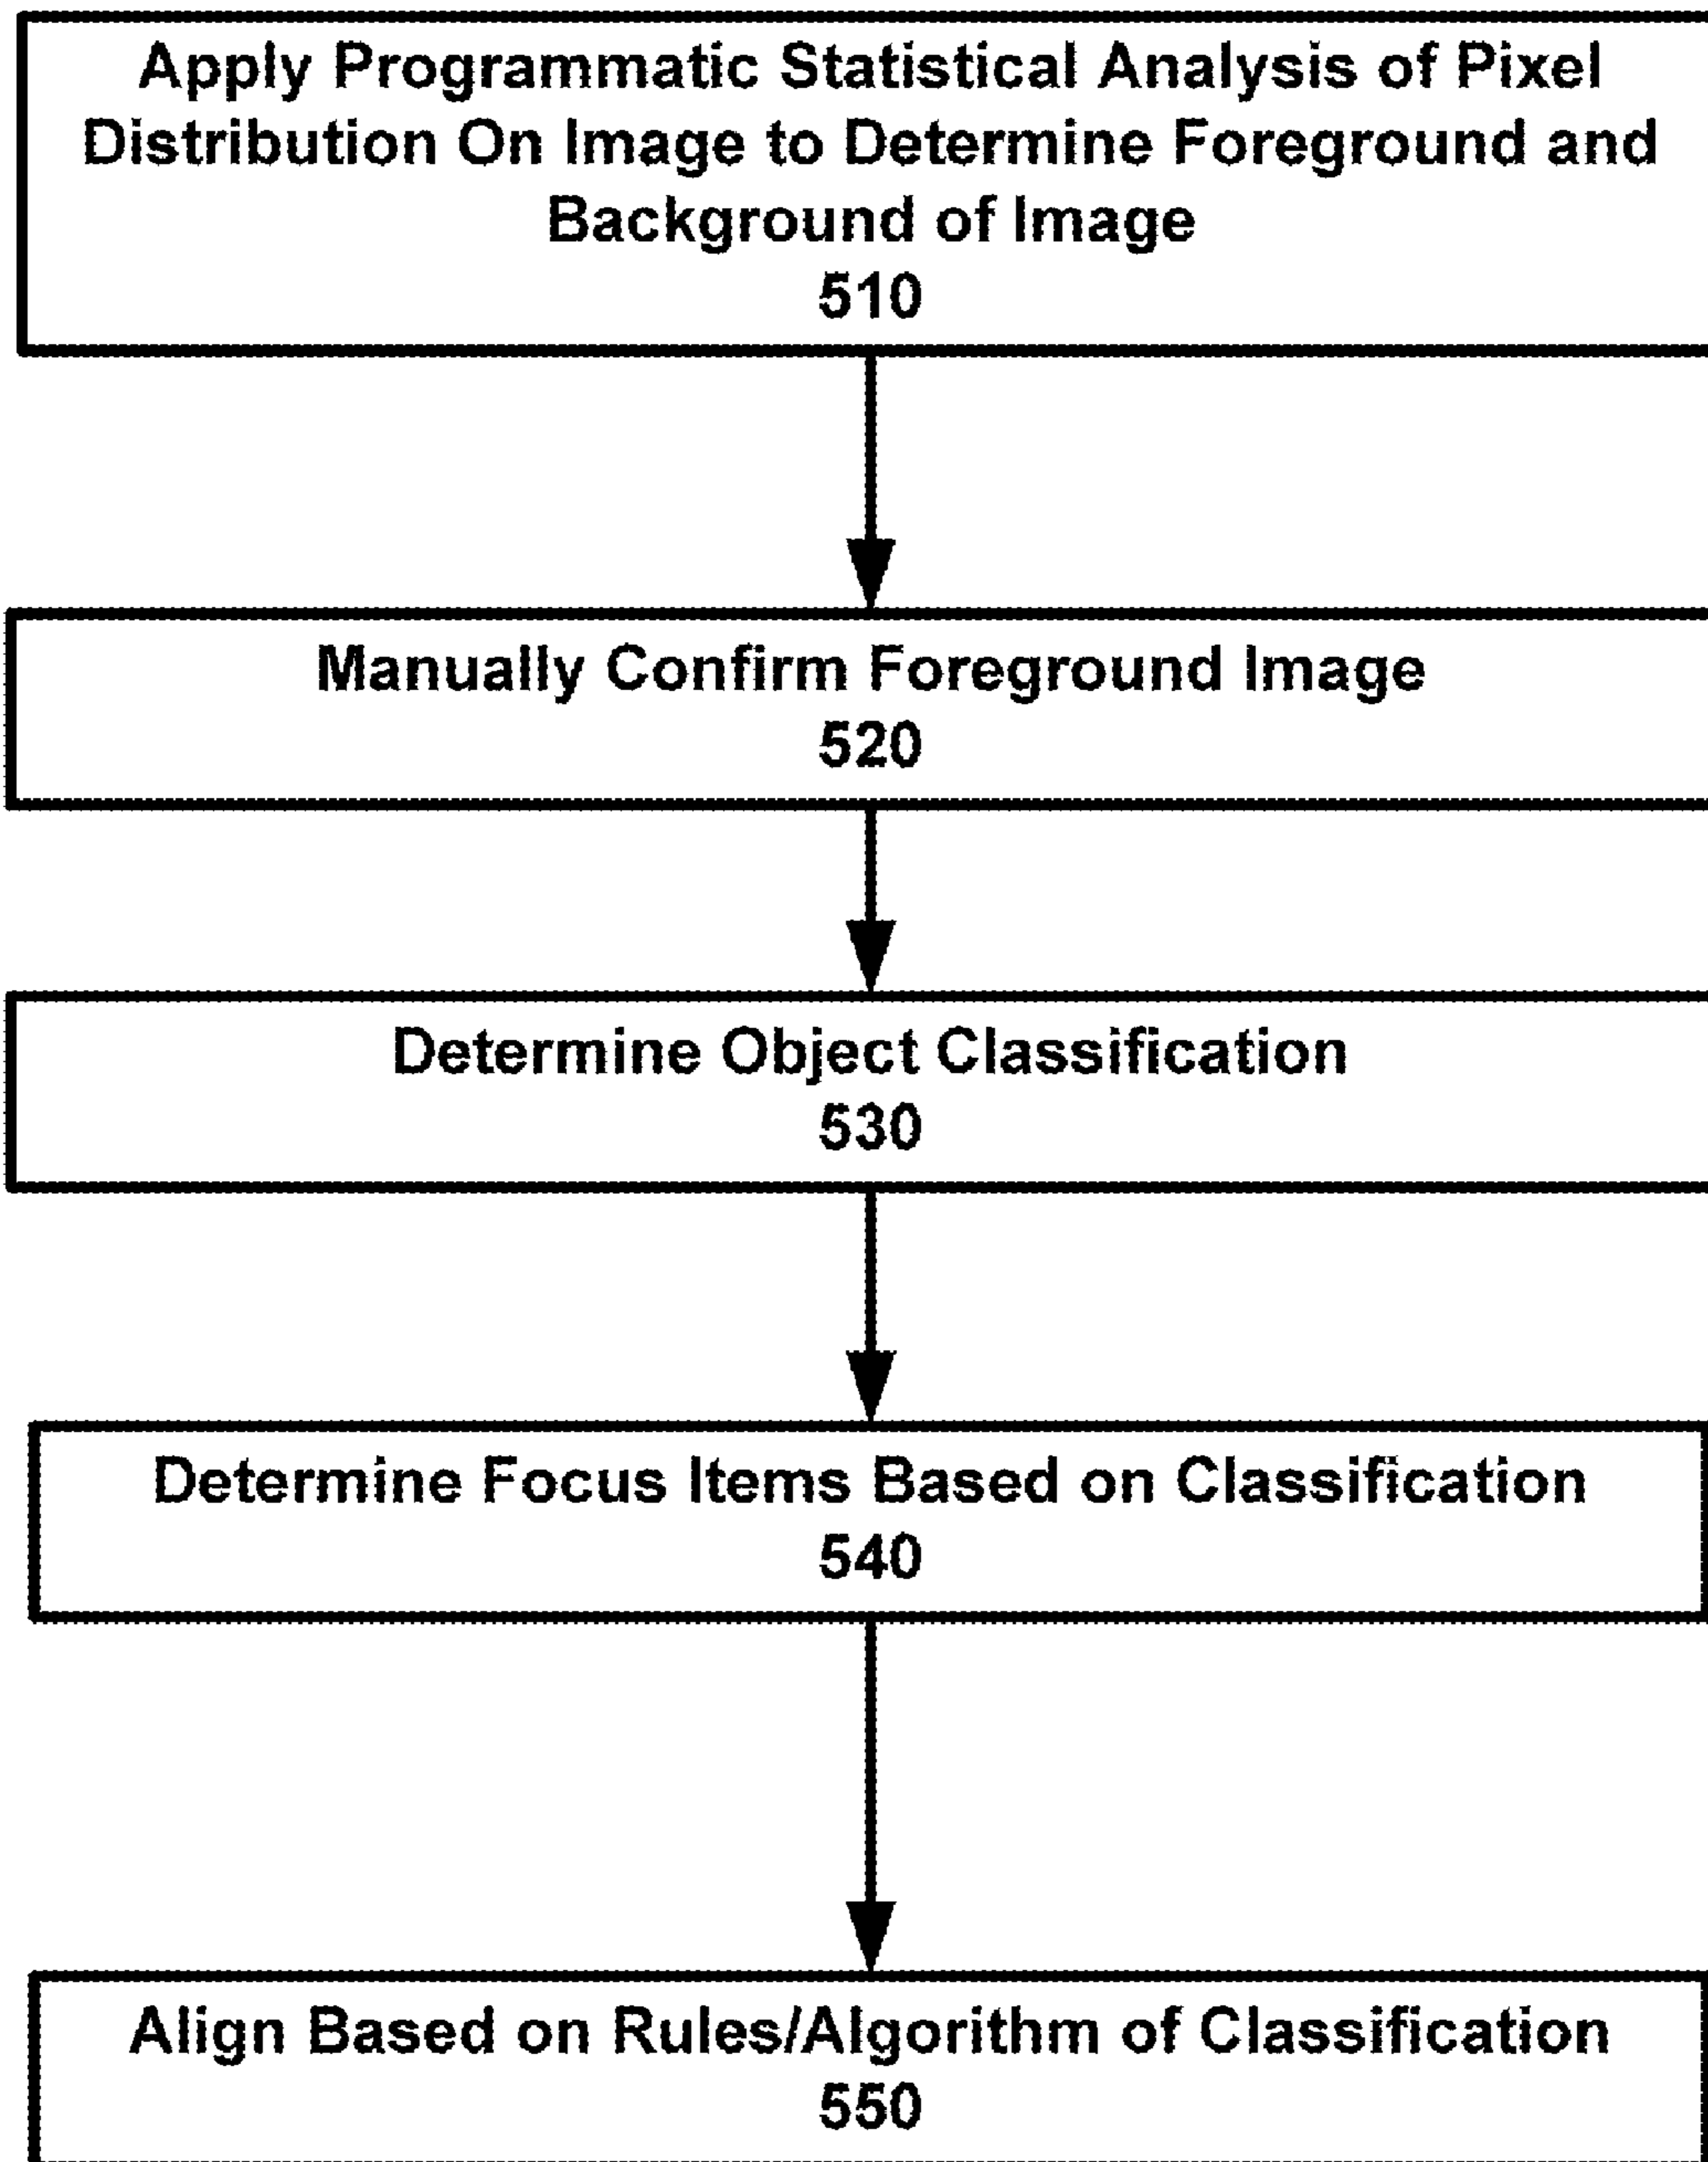 Apply Programmatic Statistical Analysis of Pixel
Distribution On Image to Determine Foreground and
Background of Image
510
Manually Confirm Foreground Image
520
Determine Object Classification
530
Determine Focus Items Based on Classification
540
Align Based on Rules/Algorithm of Classification
550